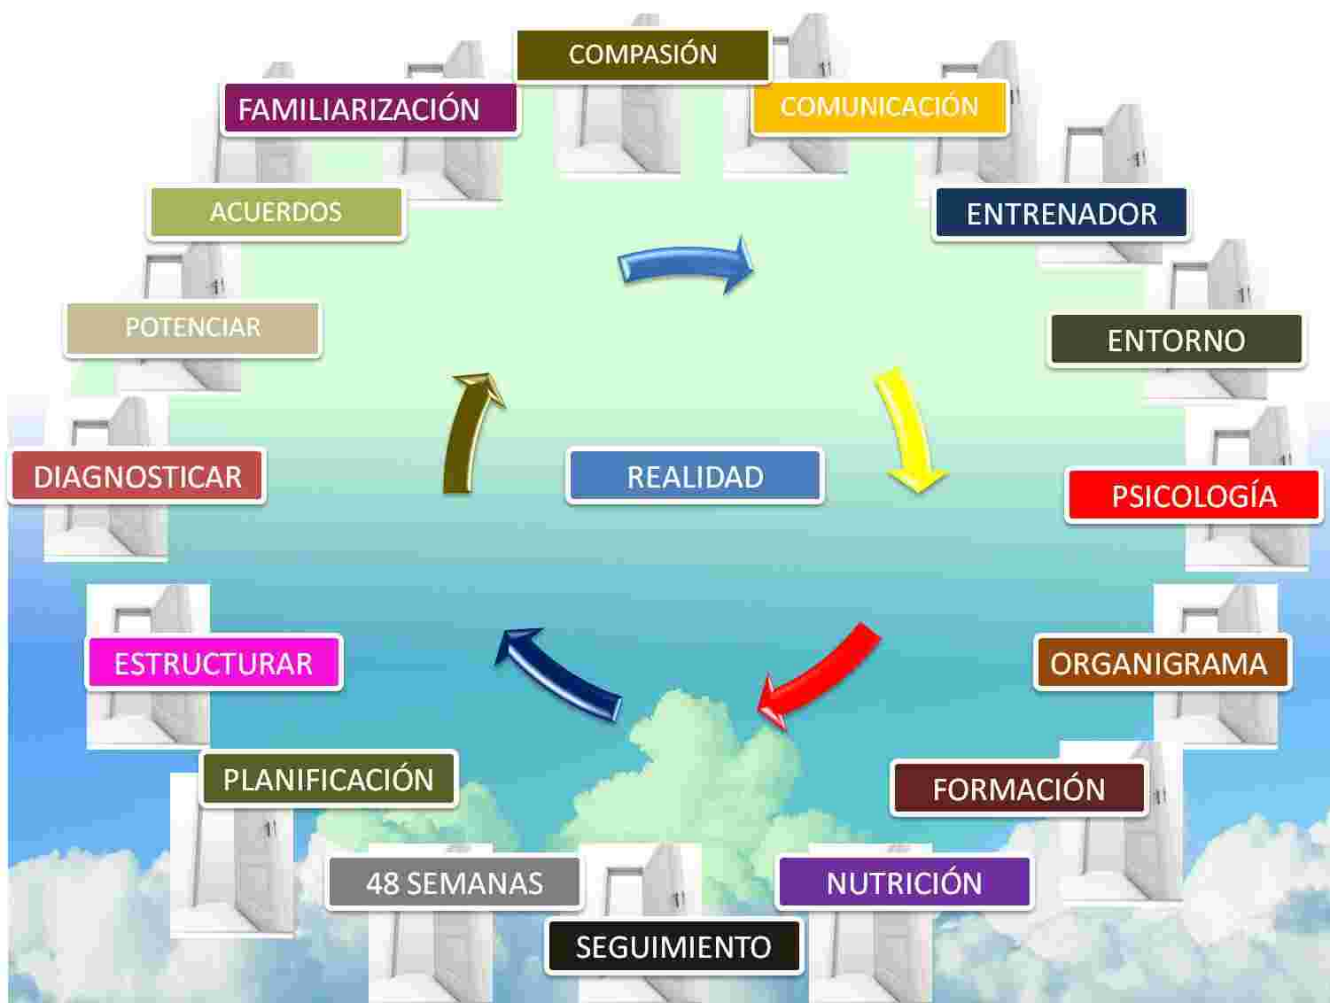 COMPASIÓN
FAMILIARIZACIÓN
COMUNICACIÓN
ACUERDOS
ENTRENADOR
POTENCIAR
ENTORNO
DIAGNOSTICAR
REALIDAD
PSICOLOGÍA
ESTRUCTURAR
ORGANIGRAMA
PLANIFICACIÓN
FORMACIÓN
48 SEMANAS
NUTRICIÓN
SEGUIMIENTO